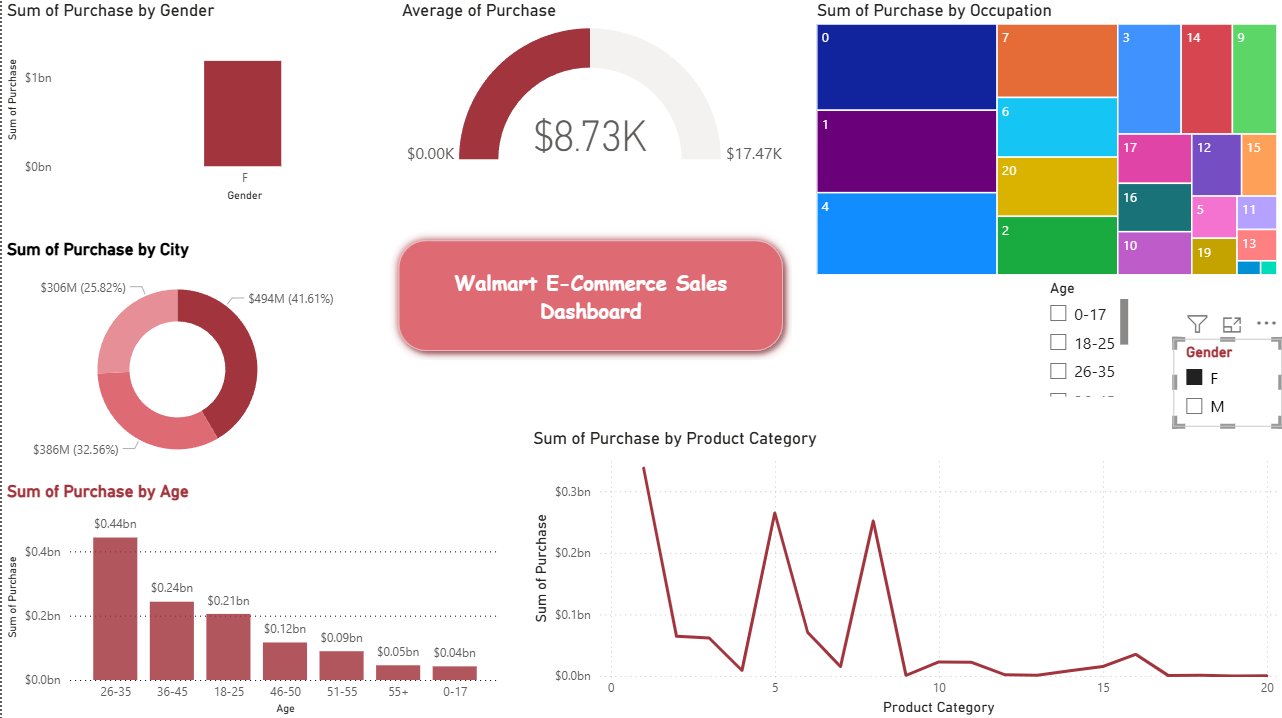 Sum of Purchase by Gender
Sum of Purchase
$1bn
$0bn
F
Gender
Average of Purchase
$0.00K
$8.73K
$17.47K
Sum of Purchase by Occupation
0
1
4
7
6
20
2
3
14
9
17
12
15
16
5
11
10
19
13
Sum of Purchase by City
$306M (25.82%)
$494M (41.61%)
$386M (32.56%)
Walmart E-Commerce Sales
Dashboard
Age
0-17
18-25
26-35
Gender
F
M
Sum of Purchase by Age
Sum of Purchase
$0.4bn
$0.2bn
$0.0bn
$0.44bn
$0.24bn
$0.21bn
$0.12bn
$0.09bn
$0.05bn
$0.04bn
26-35
36-45
18-25
46-50
51-55
55+
0-17
Age
Sum of Purchase by Product Category
Sum of Purchase
$0.3bn
$0.2bn
$0.1bn
$0.0bn
0
5
10
15
20
Product Category